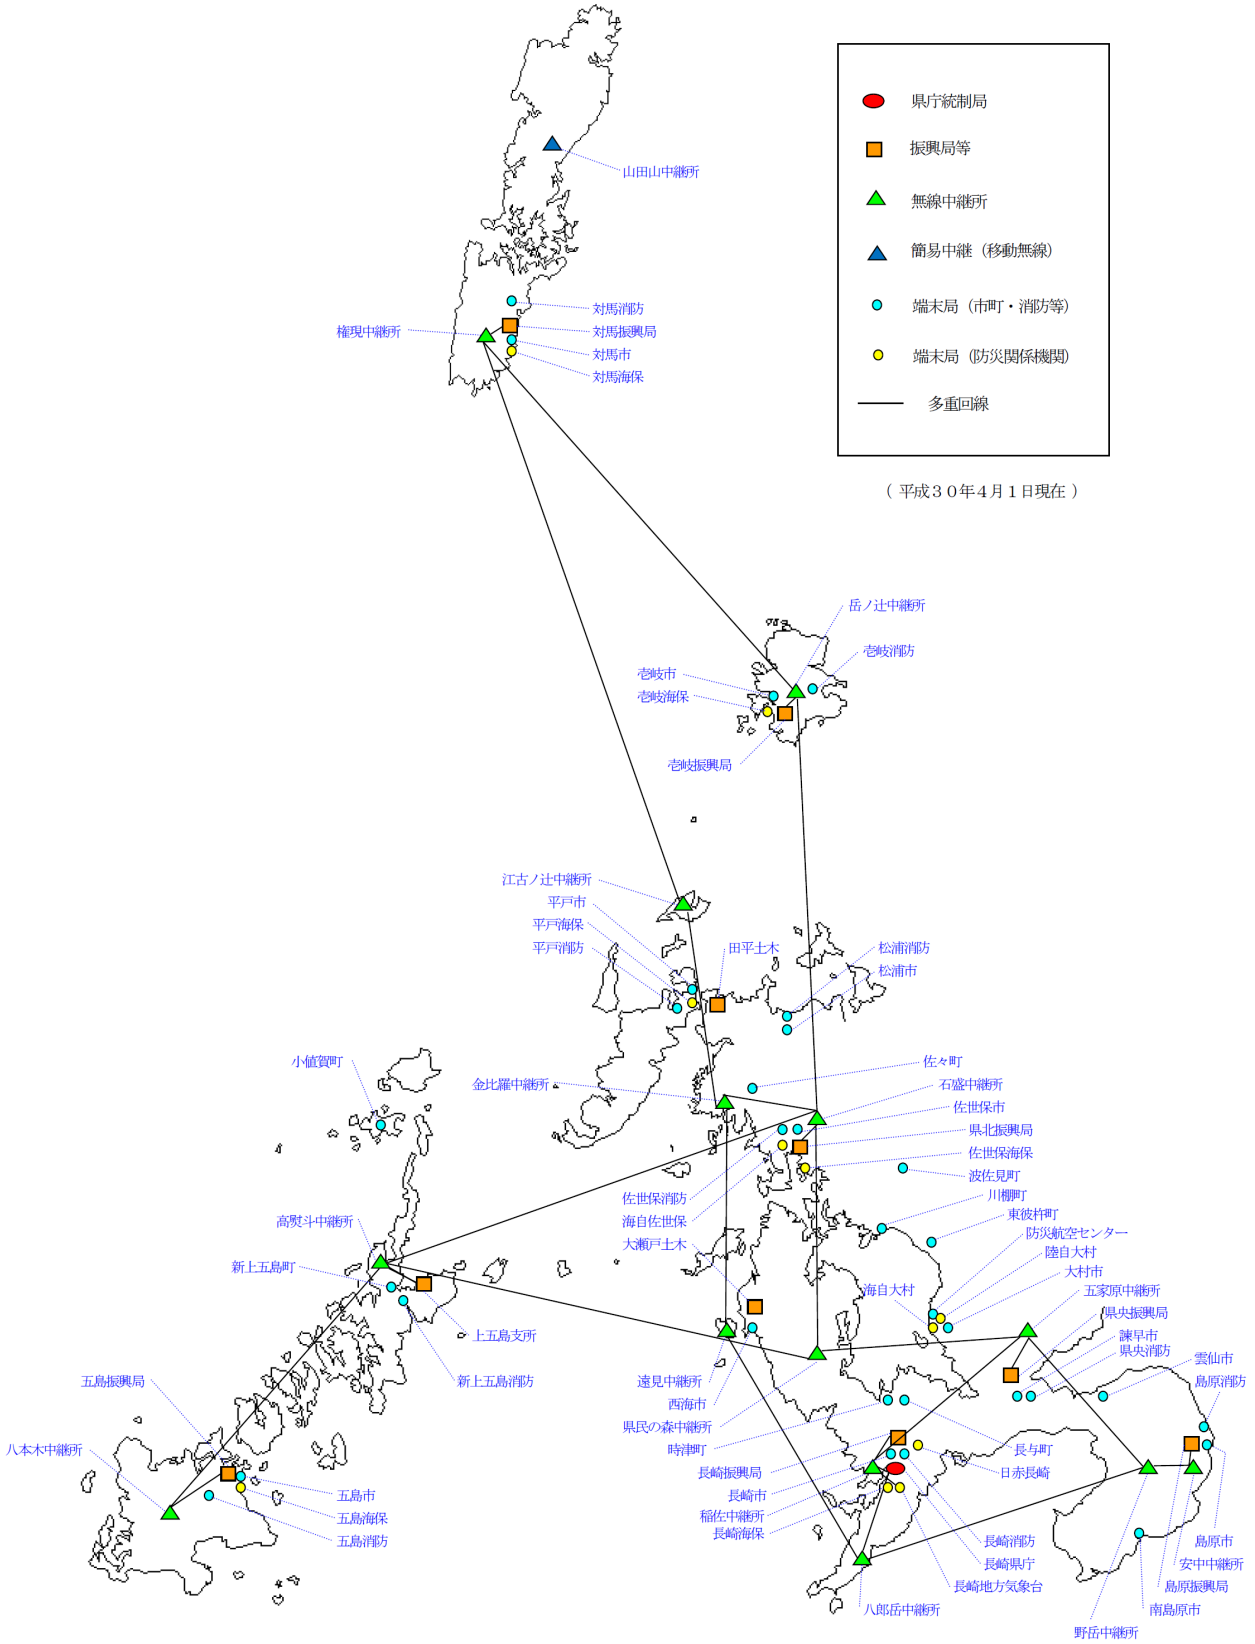 県庁統制局
振興局等
無線中継所
簡易中継（移動無線）
端末局（市町・消防等）
端末局（防災関係機関）
多重回線
（ 平成３０年４月１日現在 ）
山田山中継所
対馬消防
対馬振興局
権現中継所
対馬市
対馬海保
岳ノ辻中継所
壱岐消防
壱岐市
壱岐海保
壱岐振興局
江古ノ辻中継所
平戸市
平戸海保
平戸消防
田平土木
松浦消防
松浦市
小値賀町
金比羅中継所
佐々町
石盛中継所
佐世保市
県北振興局
佐世保海保
波佐見町
川棚町
東彼杵町
防災航空センター
陸自大村
大村市
五家原中継所
県央振興局
諫早市
県央消防
雲仙市
島原消防
佐世保消防
海自佐世保
大瀬戸土木
海自大村
高熨斗中継所
新上五島町
上五島支所
新上五島消防
五島振興局
八本木中継所
五島市
五島海保
五島消防
遠見中継所
西海市
県民の森中継所
時津町
長崎振興局
長崎市
稲佐中継所
長崎海保
長与町
日赤長崎
長崎消防
長崎県庁
長崎地方気象台
八郎岳中継所
島原市
安中中継所
島原振興局
南島原市
野岳中継所